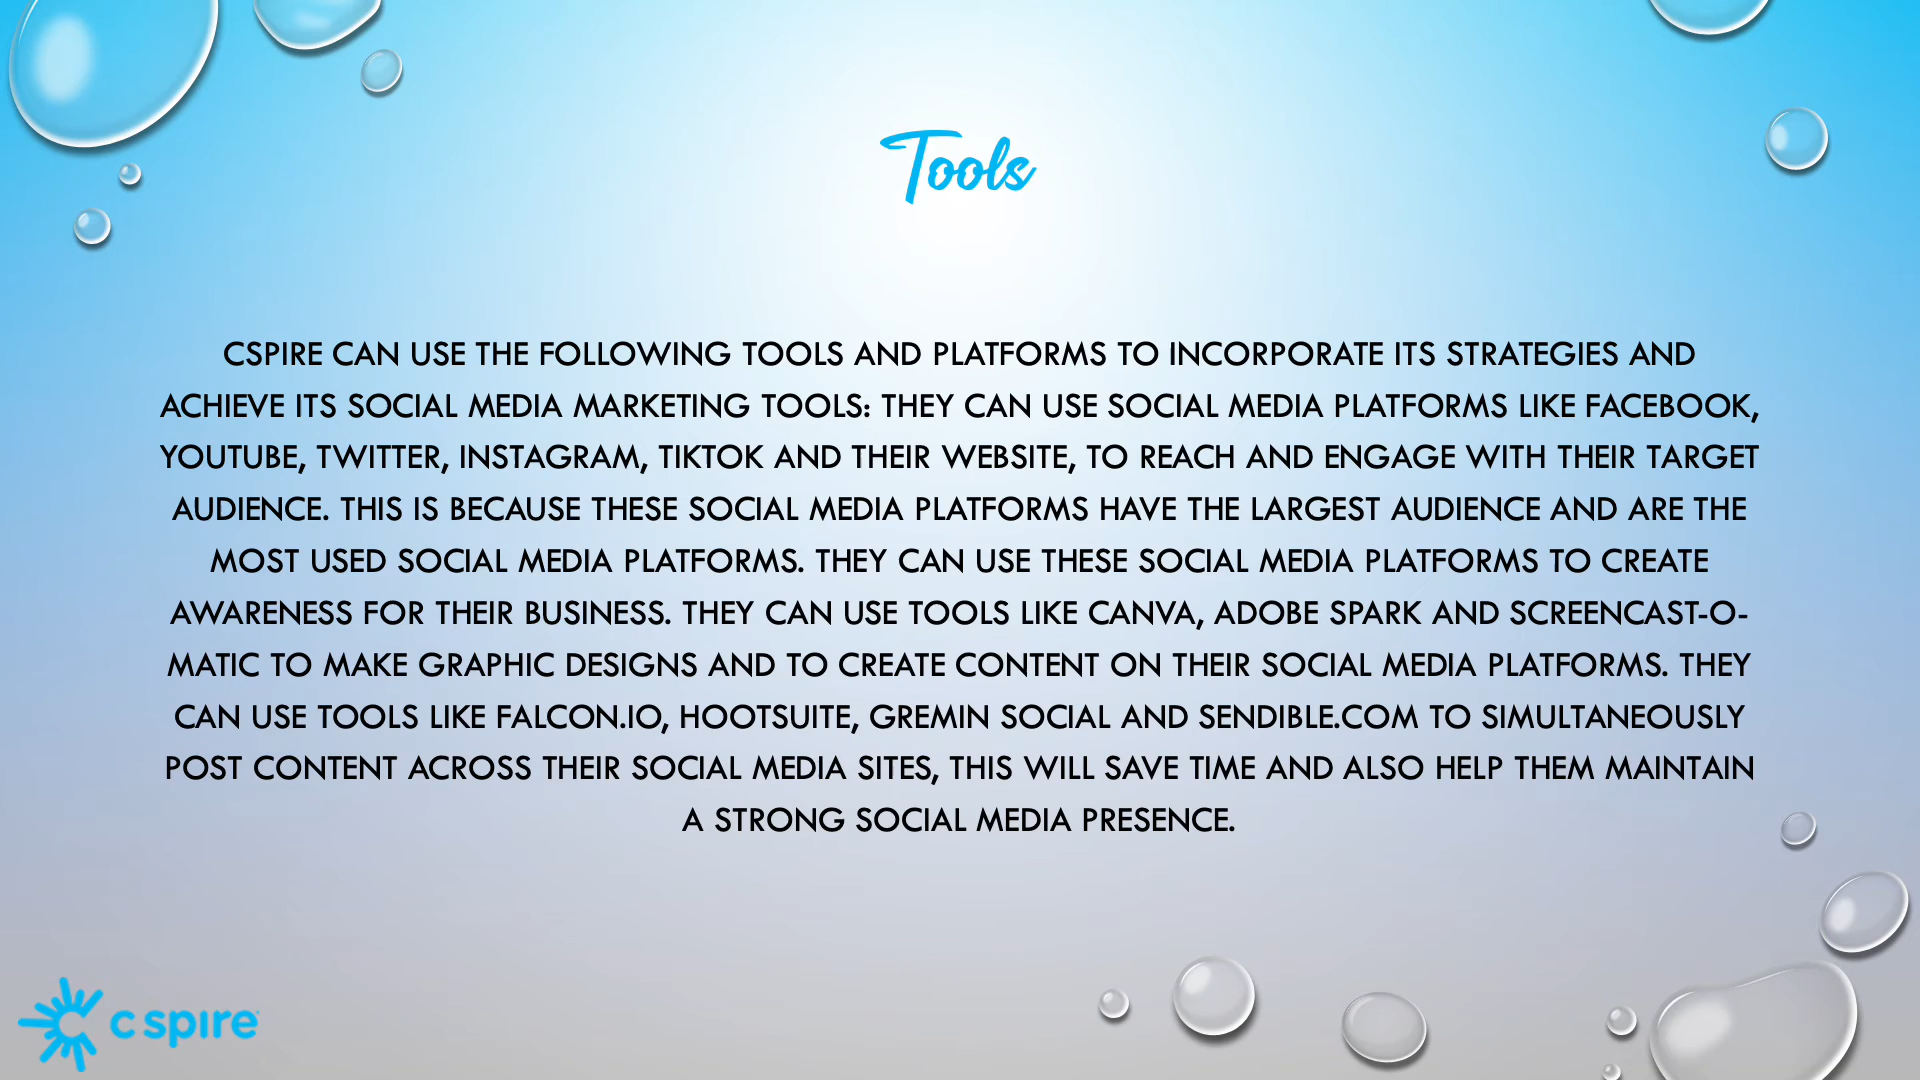 Tools
CSPIRE CAN USE THE FOLLOWING TOOLS AND PLATFORMS TO INCORPORATE ITS STRATEGIES AND
ACHIEVE ITS SOCIAL MEDIA MARKETING TOOLS: THEY CAN USE SOCIAL MEDIA PLATFORMS LIKE FACEBOOK,
YOUTUBE, TWITTER, INSTAGRAM, TIKTOK AND THEIR WEBSITE, TO REACH AND ENGAGE WITH THEIR TARGET
AUDIENCE. THIS IS BECAUSE THESE SOCIAL MEDIA PLATFORMS HAVE THE LARGEST AUDIENCE AND ARE THE
MOST USED SOCIAL MEDIA PLATFORMS. THEY CAN USE THESE SOCIAL MEDIA PLATFORMS TO CREATE
AWARENESS FOR THEIR BUSINESS. THEY CAN USE TOOLS LIKE CANVA, ADOBE SPARK AND SCREENCAST-O-
MATIC TO MAKE GRAPHIC DESIGNS AND TO CREATE CONTENT ON THEIR SOCIAL MEDIA PLATFORMS. THEY
CAN USE TOOLS LIKE FALCON.IO, HOOTSUITE, GREMIN SOCIAL AND SENDIBLE.COM TO SIMULTANEOUSLY
POST CONTENT ACROSS THEIR SOCIAL MEDIA SITES, THIS WILL SAVE TIME AND ALSO HELP THEM MAINTAIN
A STRONG SOCIAL MEDIA PRESENCE.
c spire